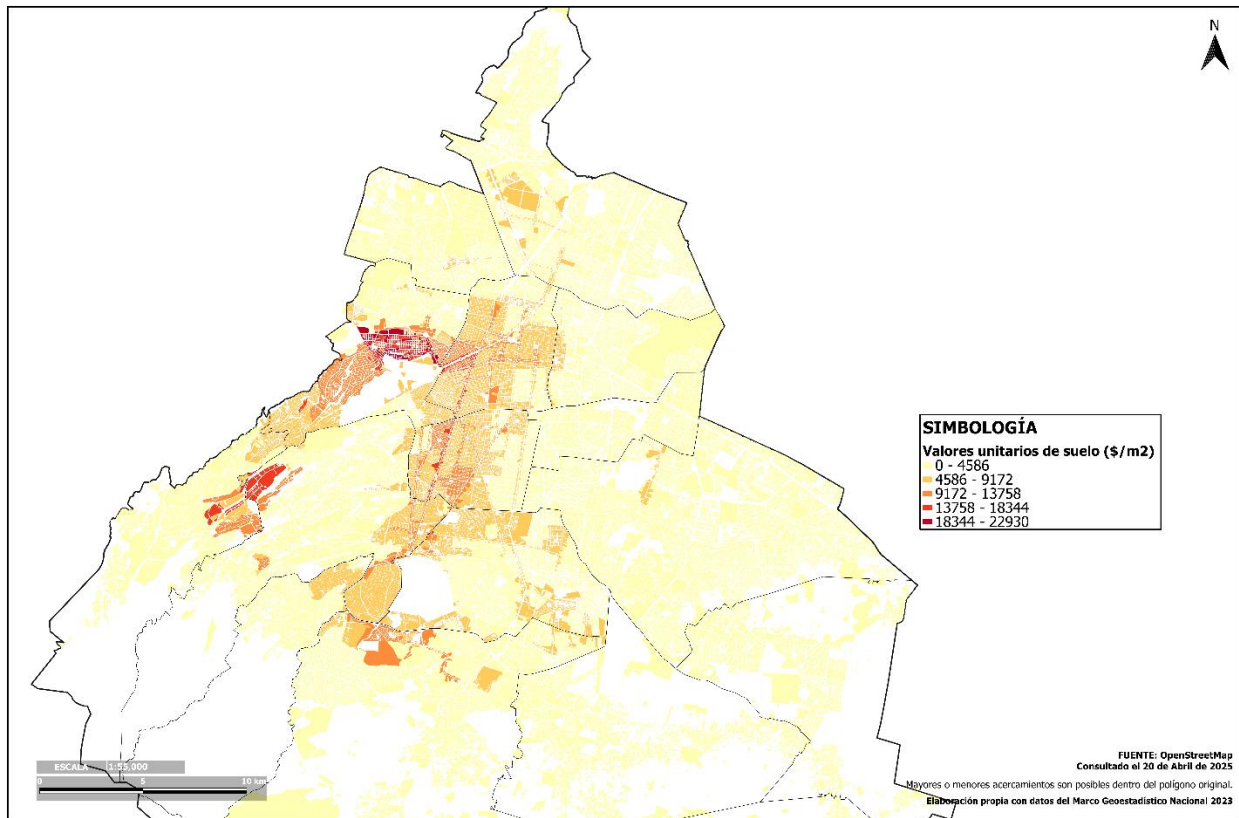 N
SIMBOLOGÍA
Valores unitarios de suelo ($/m2)
0 - 4586
4586 - 9172
9172 - 13758
13758 - 18344
18344 - 22930
ESCALA 1:55,000
0 5 10 km
FUENTE: OpenStreetMap
Consultado el 20 de Abril de 2025
Mayores o menores acercamientos son posibles dentro del polígono original.
Elaboración propia con datos del Marco Geoestadístico Nacional 2023